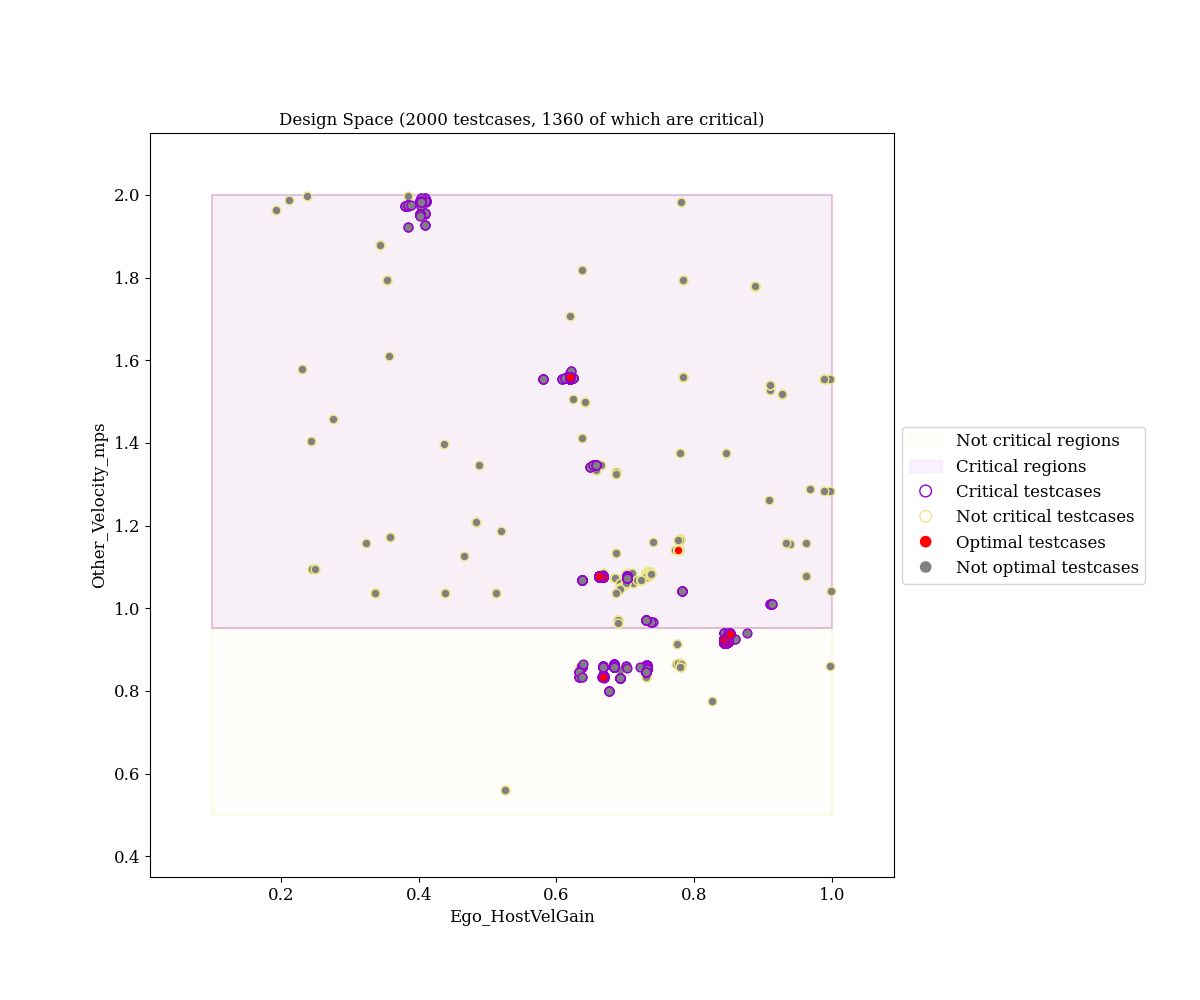 Design Space (2000 testcases, 1360 of which are critical)
2.0
1.8
1.6
1.4
1.2
1.0
0.8
0.6
0.4
Other_Velocity_mps
0.2
0.4
0.6
0.8
1.0
Ego_HostVelGain
Not critical regions
Critical regions
Critical testcases
Not critical testcases
Optimal testcases
Not optimal testcases